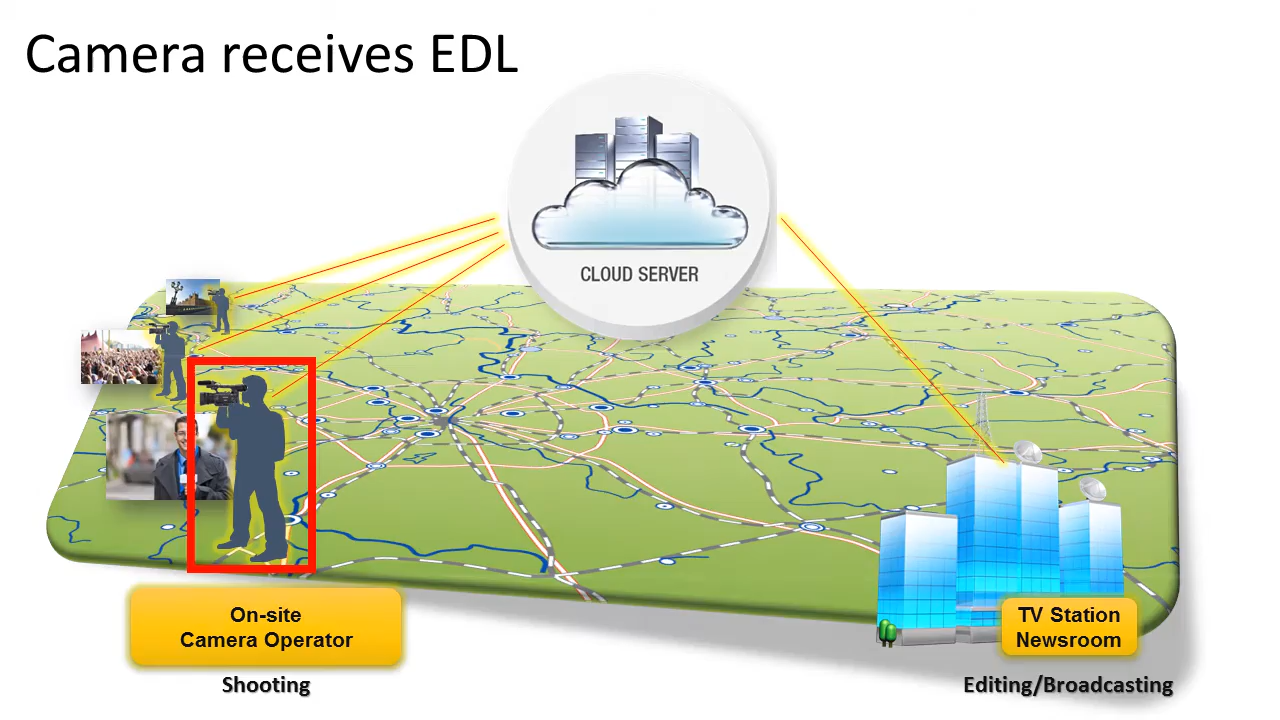 Camera receives EDL
CLOUD SERVER
On-site
Camera Operator
Shooting
TV Station
Newsroom
Editing/Broadcasting